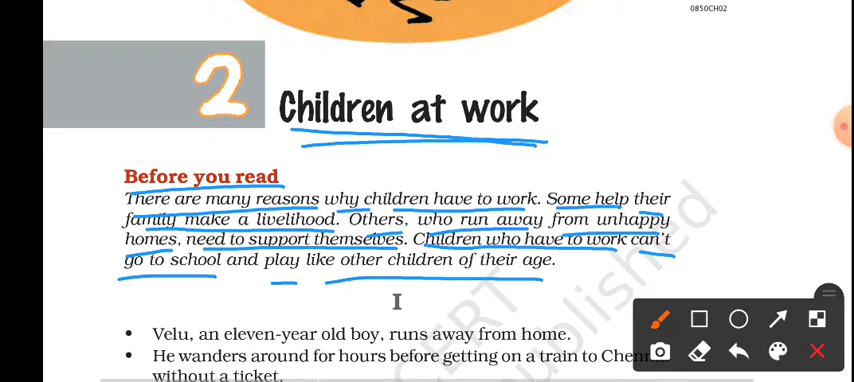 0850CH02
2
Children at work
Before you read
There are many reasons why children have to work. Some help their
family make a livelihood. Others, who run away from unhappy
homes, need to support themselves. Children who have to work can't
go to school and play like other children of their age.
I
• Velu, an eleven-year old boy, runs away from home.
• He wanders around for hours before getting on a train to
without a ticket.